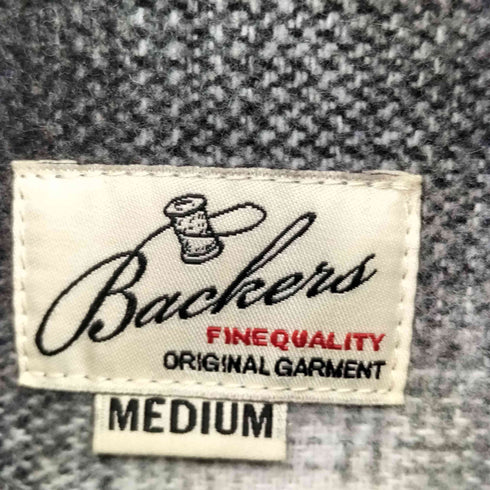 Backers
FINEQUALITY
ORIGINAL GARMENT
MEDIUM